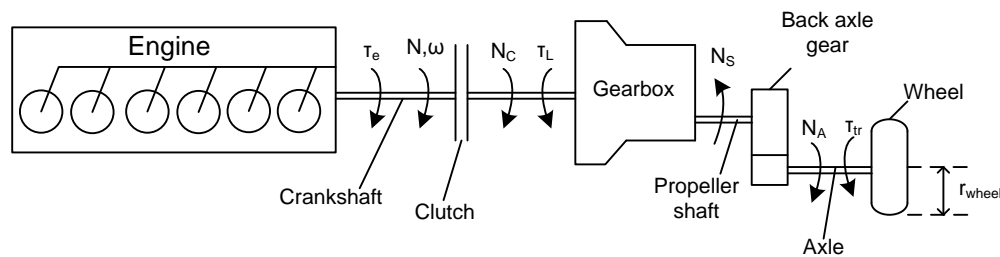 Engine
τe
N,ω
NC
τL
Gearbox
NS
Back axle
gear
Wheel
NA
τtr
rwheel
Crankshaft
Clutch
Propeller
shaft
Axle